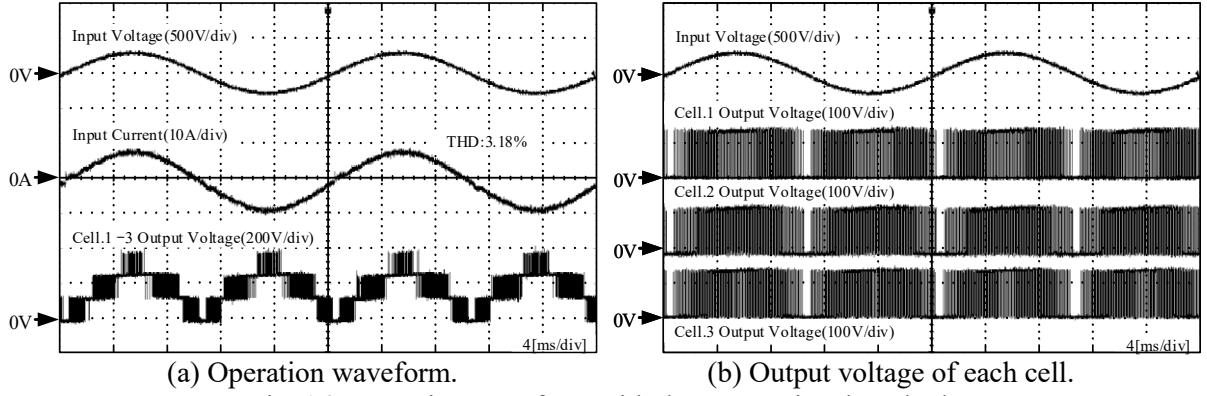 Input Voltage(500V/div)
0V
Input Current(10A/div)
THD:3.18%
0A
Cell.1 −3 Output Voltage(200V/div)
0V
4[ms/div]
(a) Operation waveform.
Input Voltage(500V/div)
0V
Cell.1 Output Voltage(100V/div)
0V
Cell.2 Output Voltage(100V/div)
0V
0V
Cell.3 Output Voltage(100V/div)
4[ms/div]
(b) Output voltage of each cell.